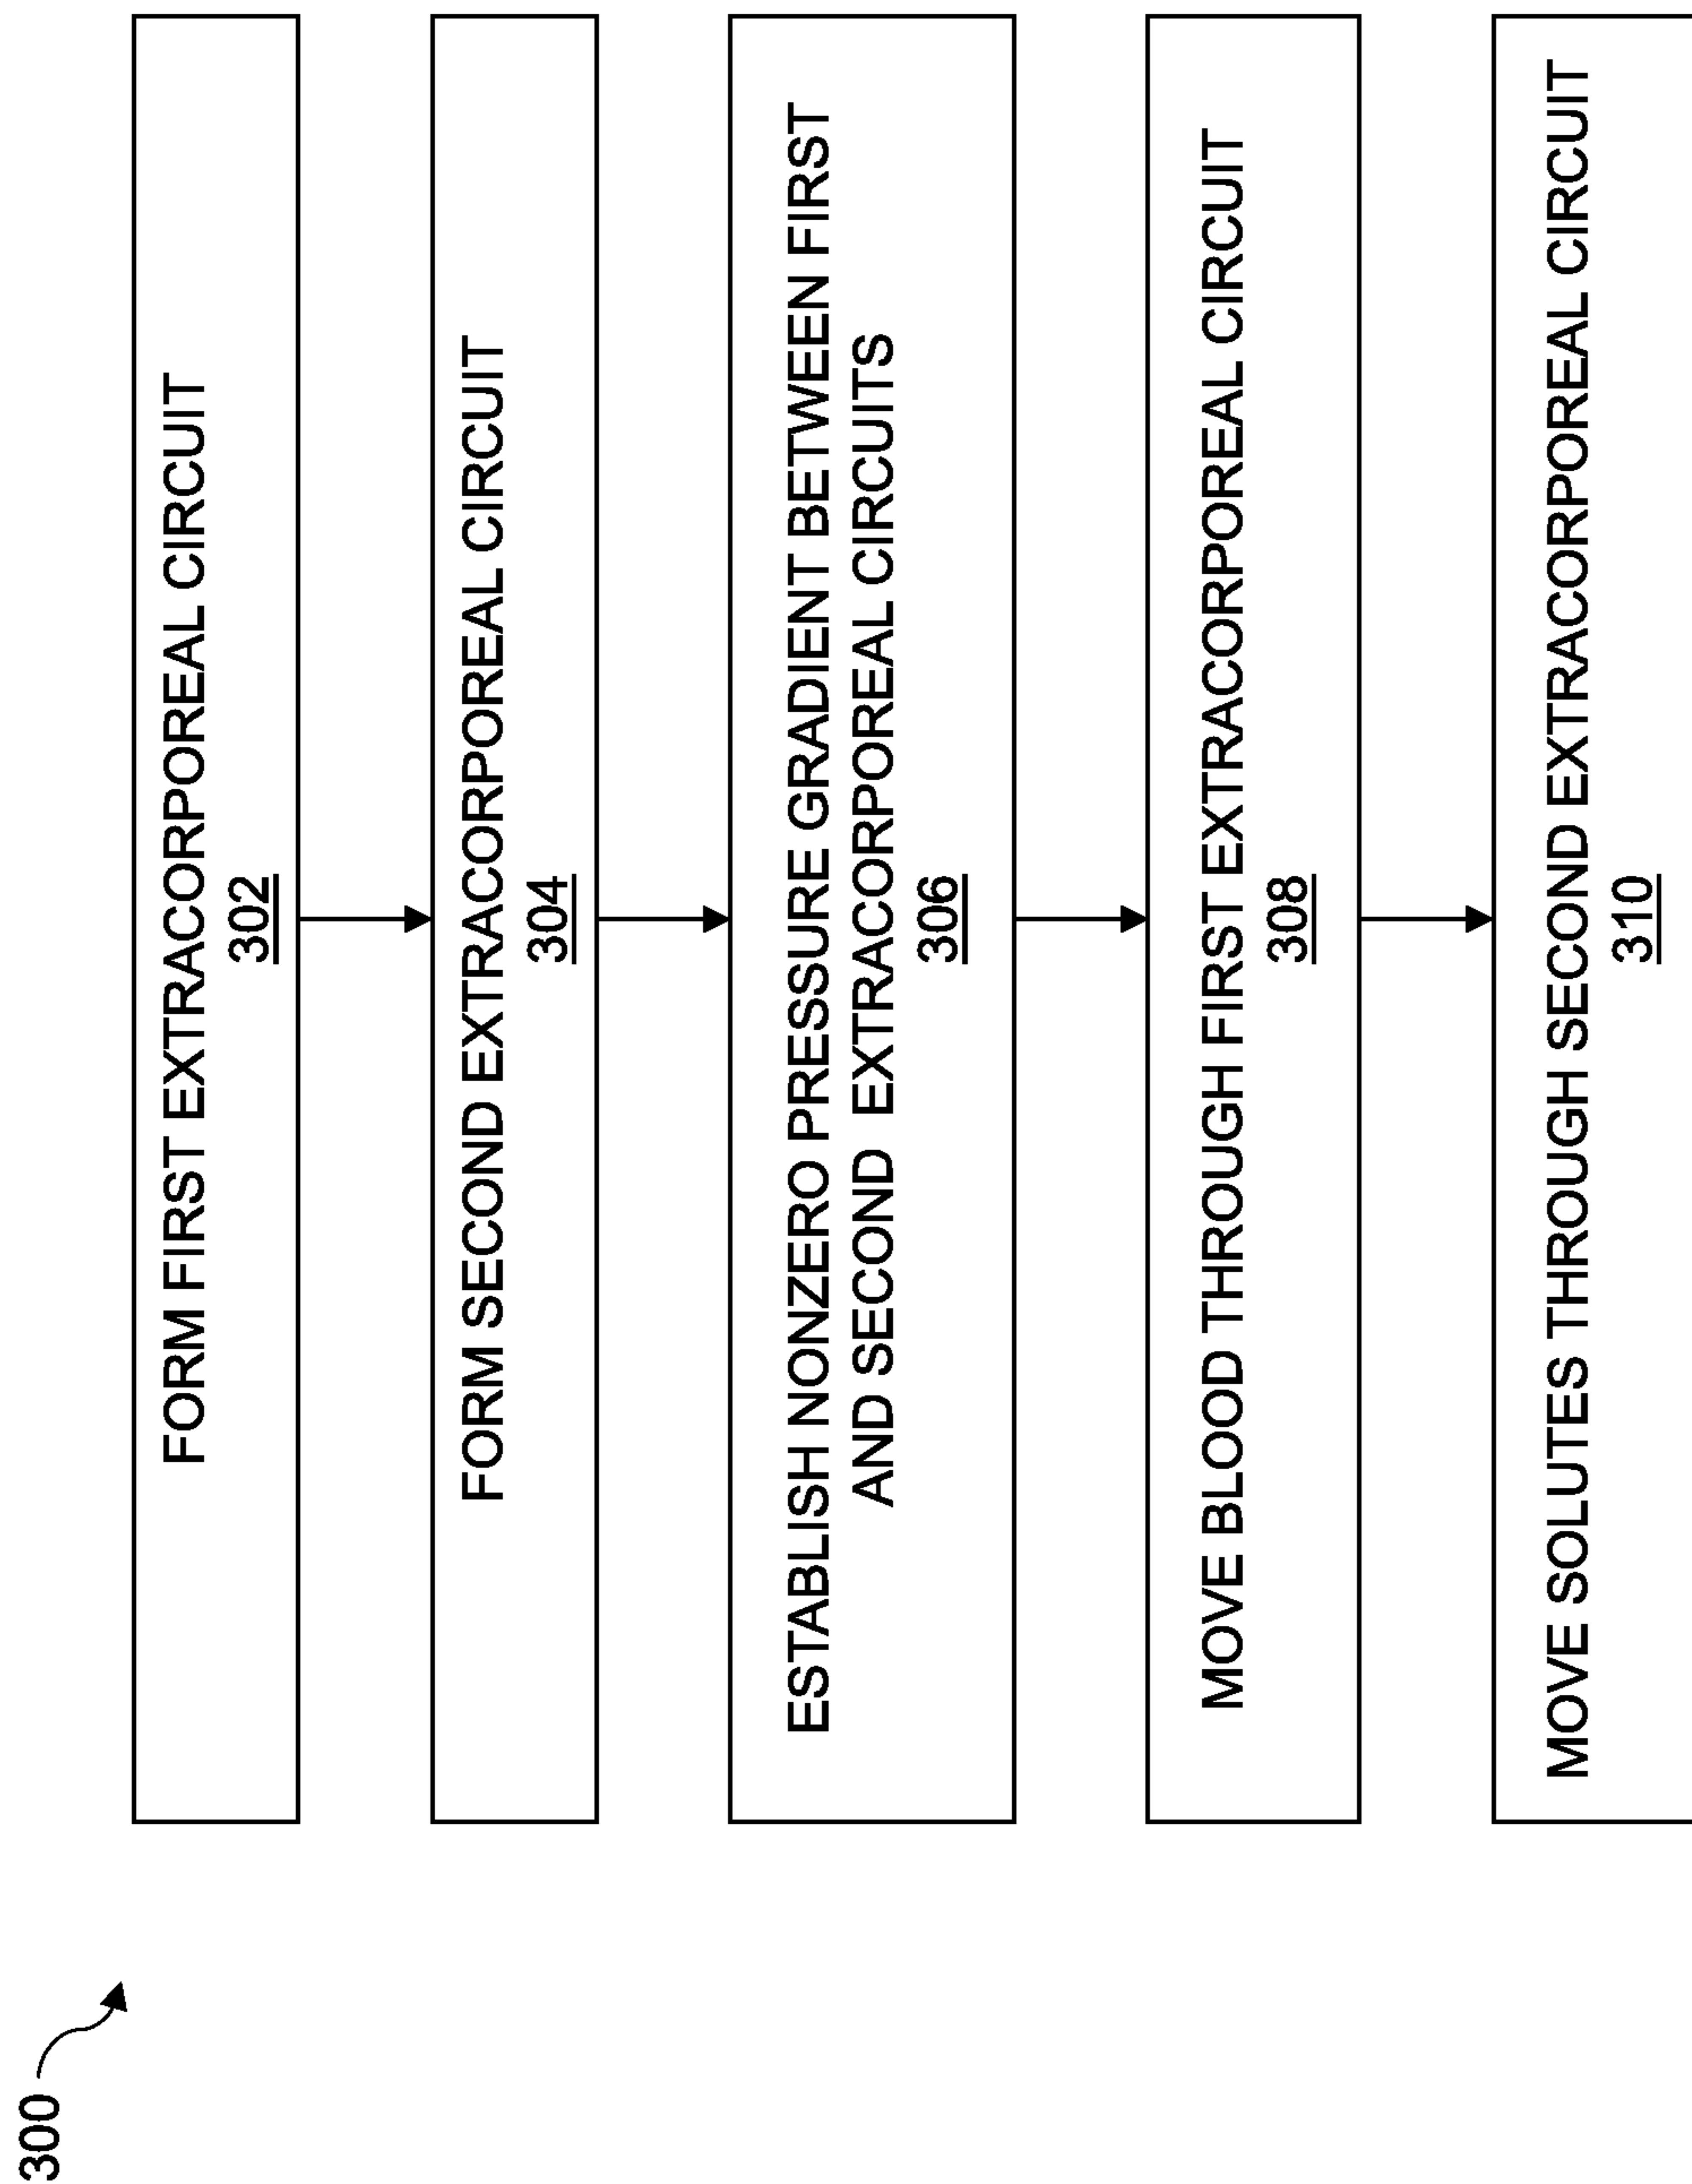 300
FORM FIRST EXTRACORPOREAL CIRCUIT
302
FORM SECOND EXTRACORPOREAL CIRCUIT
304
ESTABLISH NONZERO PRESSURE GRADIENT BETWEEN FIRST
AND SECOND EXTRACORPOREAL CIRCUITS
306
MOVE BLOOD THROUGH FIRST EXTRACORPOREAL CIRCUIT
308
MOVE SOLUTES THROUGH SECOND EXTRACORPOREAL CIRCUIT
310